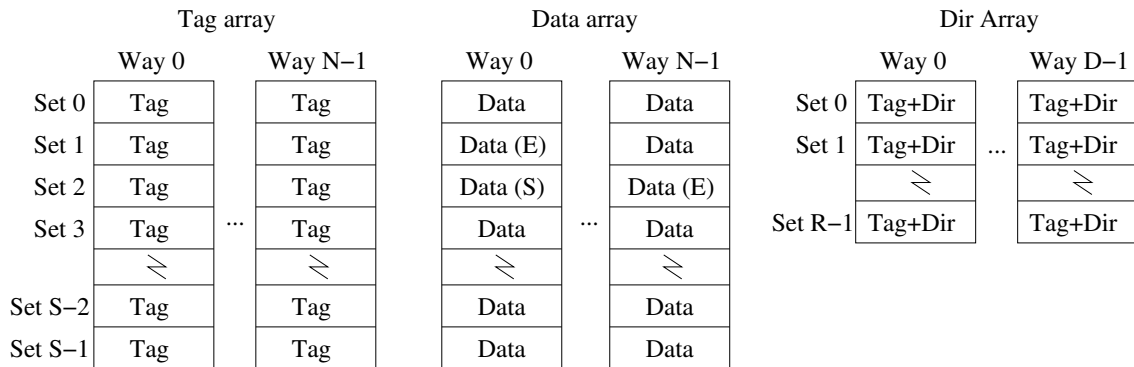 Tag array Data array Dir Array
Way 0 Way N−1 Way 0 Way N−1 Way 0 Way D−1
Set 0 Tag Tag Data Data Set 0 Tag+Dir Tag+Dir
Set 1 Tag Tag Data (E) Data Set 1 Tag+Dir ... Tag+Dir
Set 2 Tag Tag Data (S) Data (E)
Set 3 Tag ... Tag Data ... Data Set R−1 Tag+Dir Tag+Dir
Set S−2 Tag Tag Data Data
Set S−1 Tag Tag Data Data